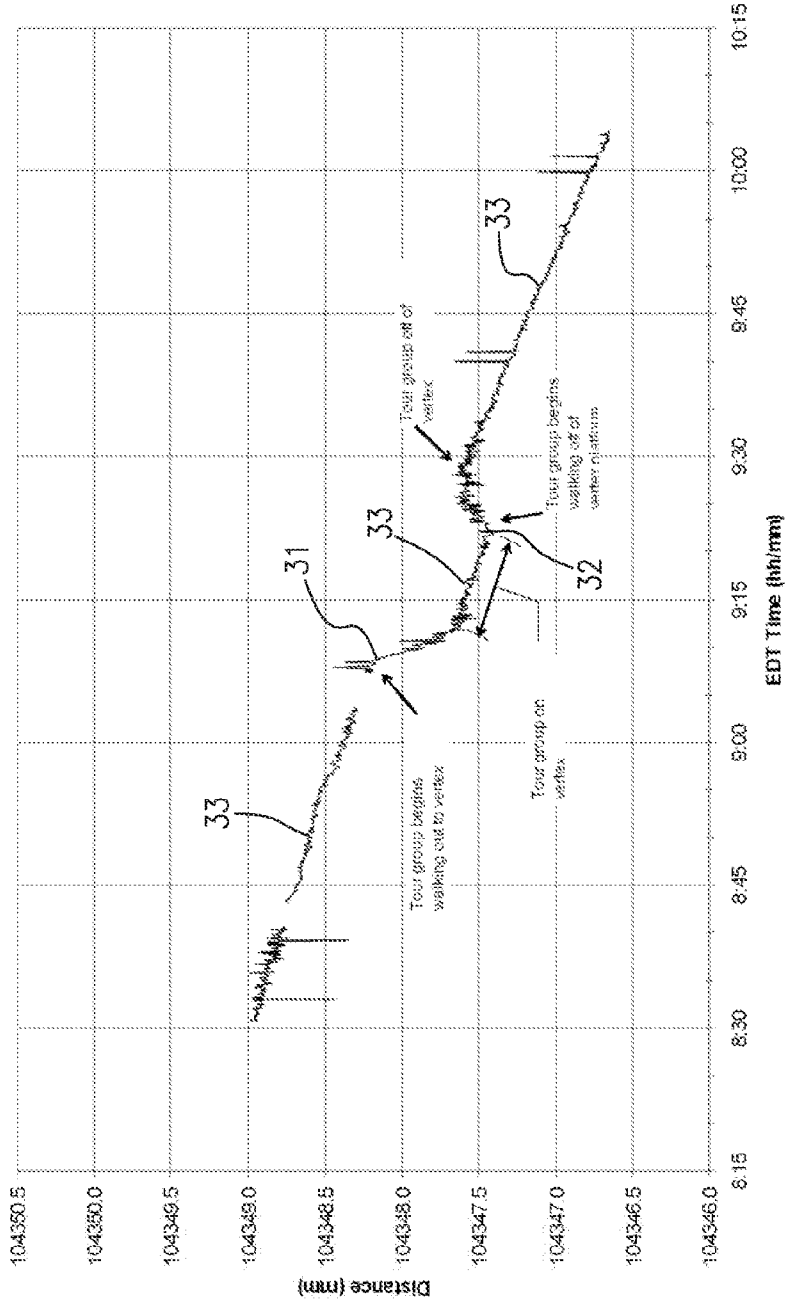 Distance (mm)
104350.5
104350.0
104349.5
104349.0
104348.5
104348.0
104347.5
104347.0
104346.5
104346.0
33
31
33
33
32
Tour group begins
walking out to vertex
Tour group on
vertex
Tour group off of
vertex
Tour group begins
walking off of
vertex platform
8:15
8:30
8:45
9:00
9:15
9:30
9:45
10:00
10:15
EDT Time (hh/mm)